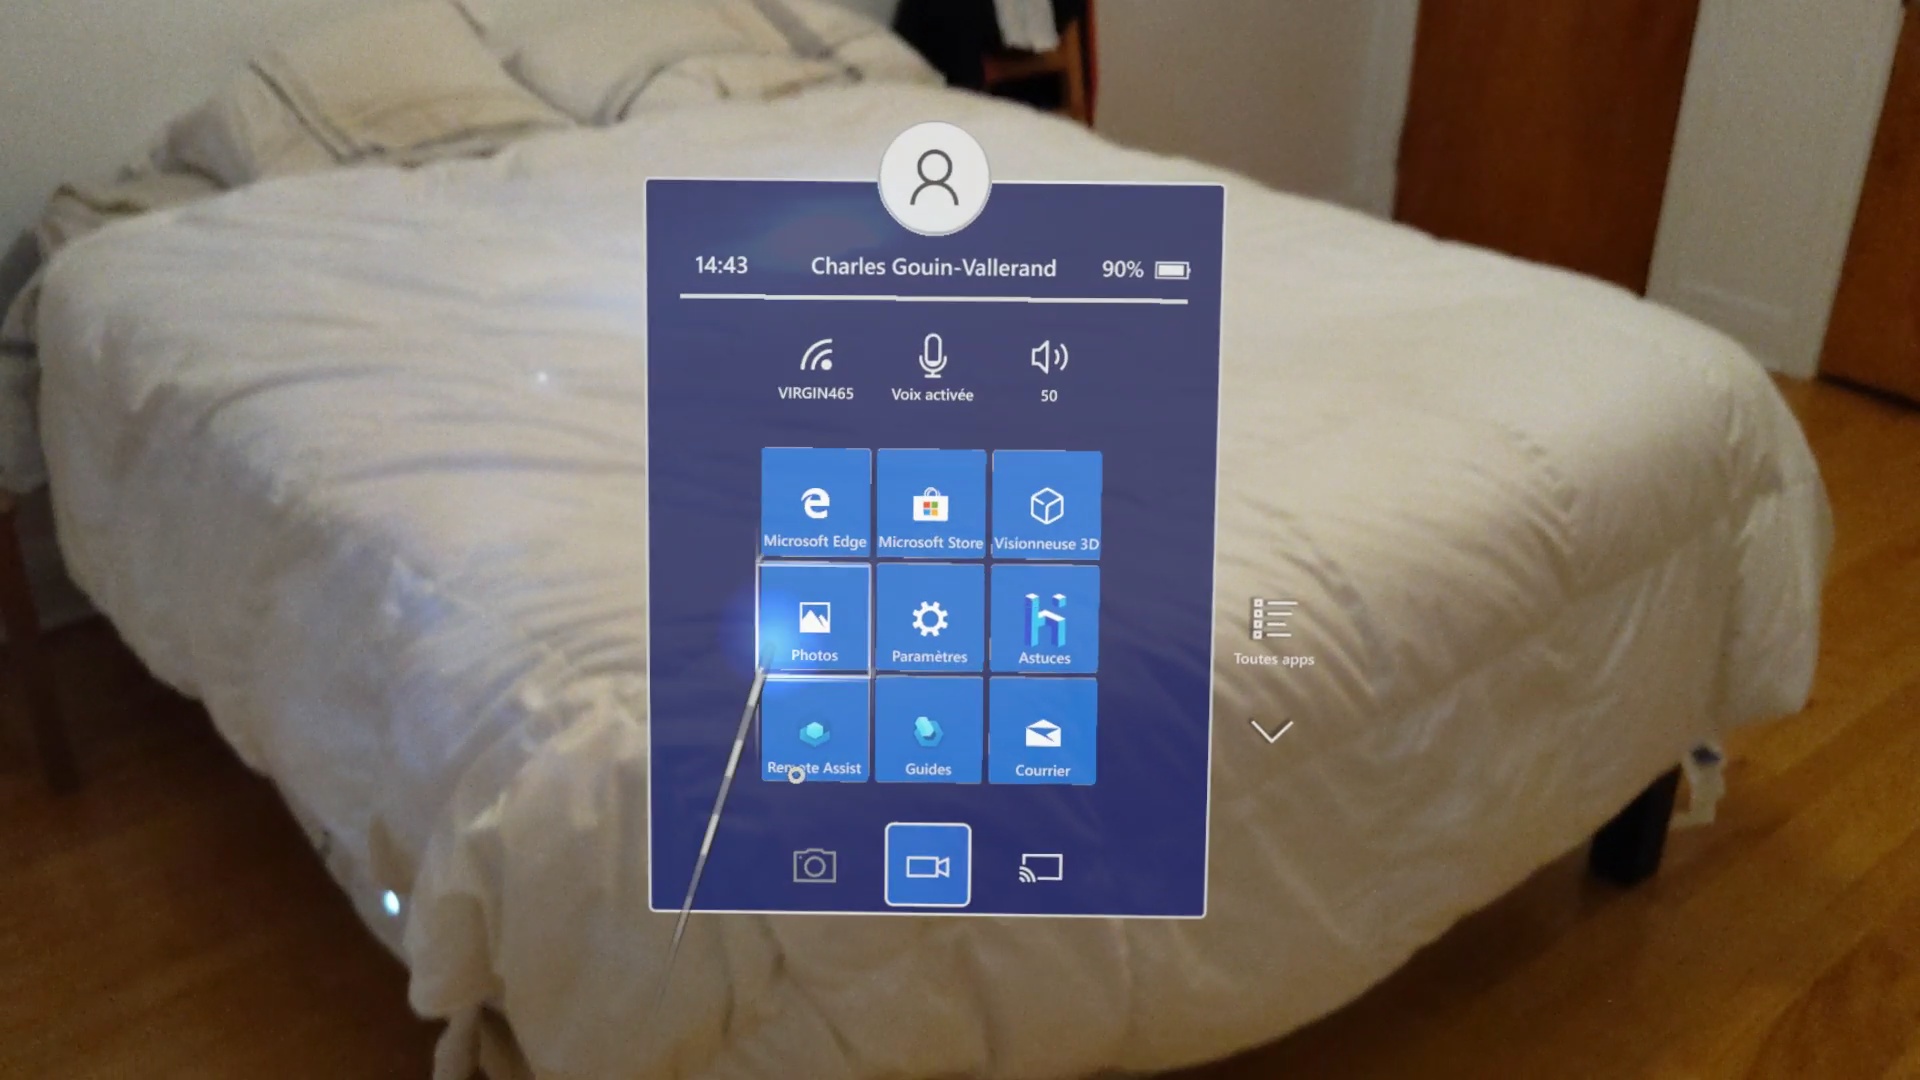 14:43 Charles Gouin-Vallerand 90%
VIRGIN465 Voix activée 50
Microsoft Edge Microsoft Store Visionneuse 3D
Photos Paramètres Astuces
Toutes apps
Remote Assist Guides Courrier